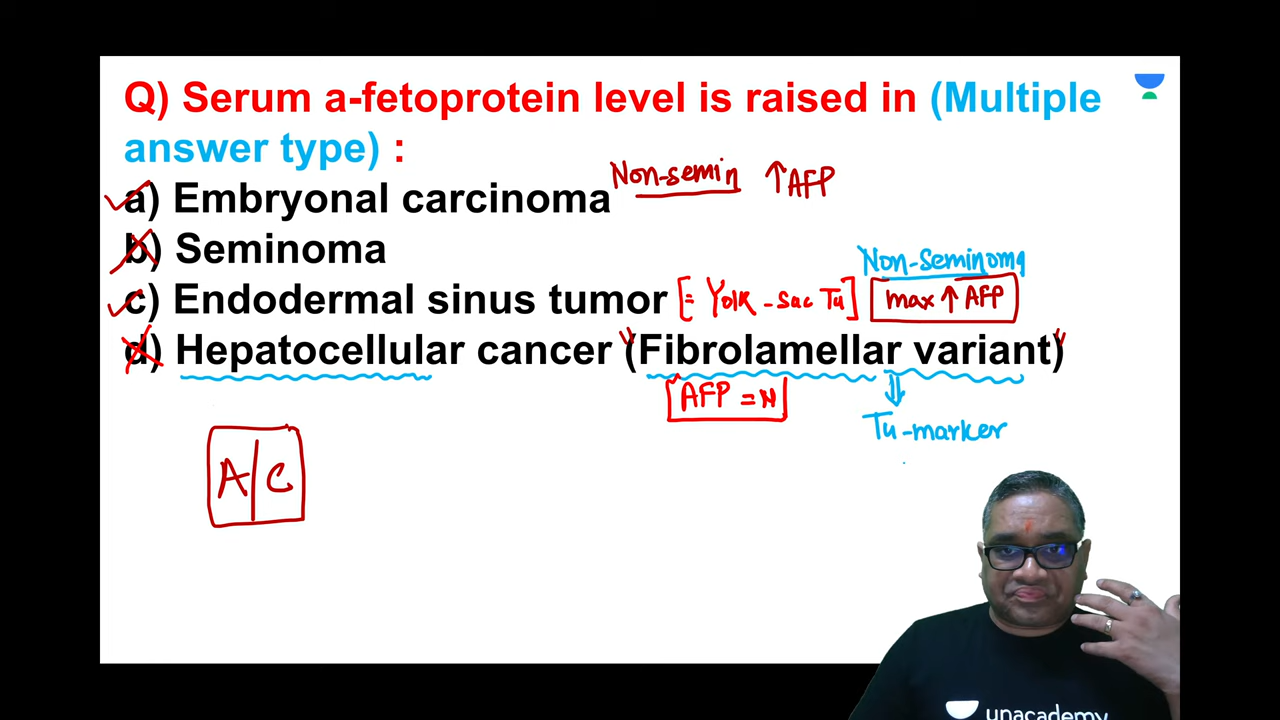 Q) Serum a-fetoprotein level is raised in (Multiple
answer type) :
a) Embryonal carcinoma Non-semin ↑AFP
b) Seminoma
Non-Seminoma
c) Endodermal sinus tumor [= Yolk-sac Tu] max ↑ AFP
d) Hepatocellular cancer "(Fibrolamellar variant)"
[AFP = N]
Tu-marker
A/C
unacademy